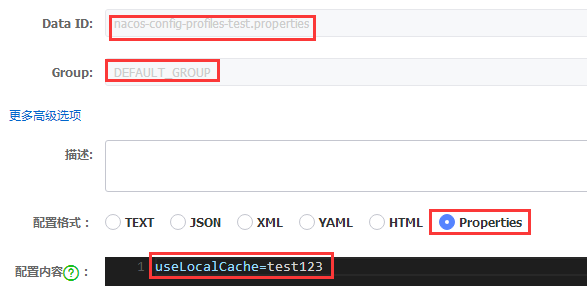 Data ID: nacos-config-profiles-test.properties
Group: DEFAULT_GROUP
更多高级选项
描述:
配置格式： TEXT JSON XML YAML HTML Properties
配置内容?： 1 useLocalCache=test123